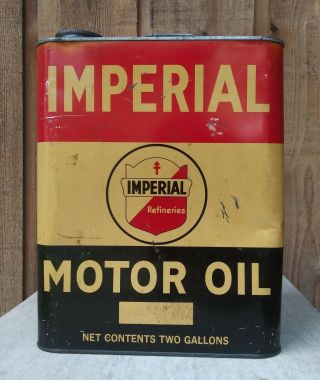 IMPERIAL
IMPERIAL
Refineries
MOTOR OIL
NET CONTENTS TWO GALLONS